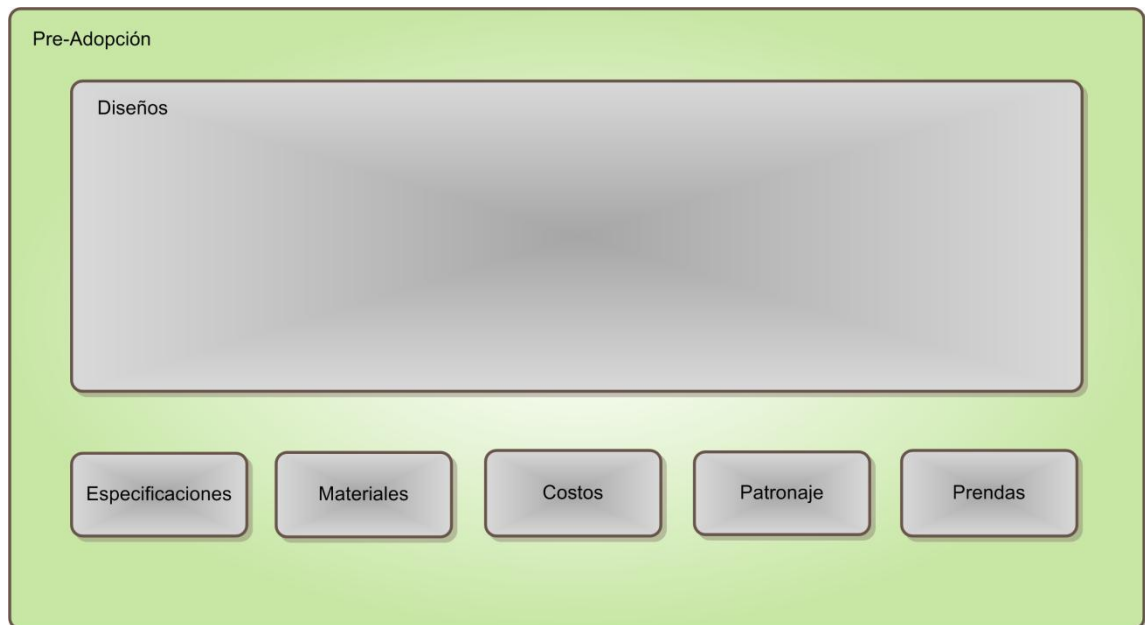 Pre-Adopción
Diseños
Especificaciones
Materiales
Costos
Patronaje
Prendas